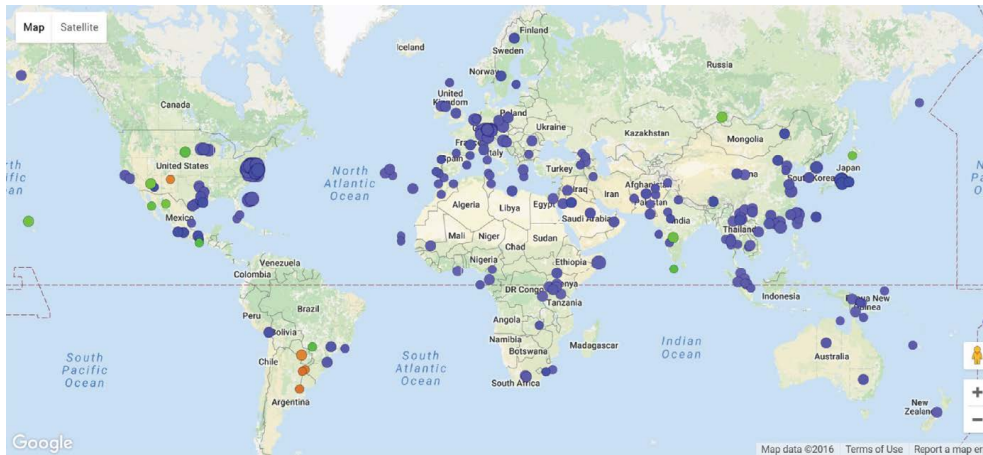 Map Satellite
Iceland
Finland
Sweden
Norway
Russia
Canada
United
Kingdom
Poland
Ukraine
Kazakhstan
Mongolia
France
Italy
Spain
Turkey
United States
North
Atlantic
Ocean
Japan
South Korea
Afghanistan
Iraq
Iran
Pakistan
Algeria
Libya
Egypt
Saudi Arabia
India
Mexico
Mali
Niger
Chad
Sudan
Thailand
Nigeria
Ethiopia
Venezuela
Colombia
DR Congo
Kenya
Tanzania
Indonesia
Papua New
Guinea
Peru
Brazil
Bolivia
Angola
Namibia
Botswana
Madagascar
Chile
South
Pacific
Ocean
South
Atlantic
Ocean
Indian
Ocean
Australia
South Africa
Argentina
New
Zealand
Google
Map data ©2016 Terms of Use Report a map er